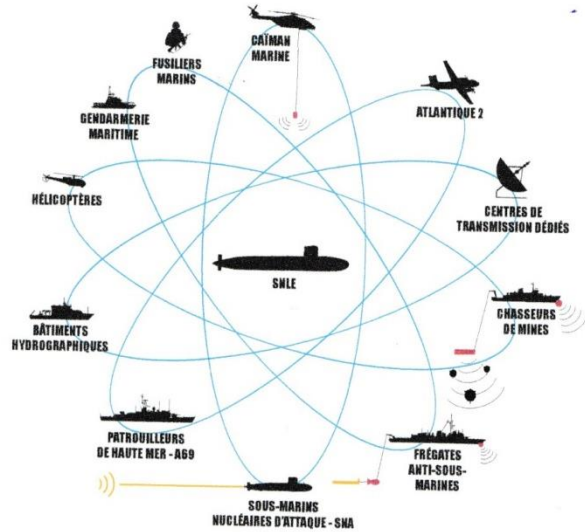 CAÏMAN
MARINE
FUSILIERS
MARINS
ATLANTIQUE 2
GENDARMERIE
MARITIME
HÉLICOPTÈRES
CENTRES DE
TRANSMISSION DÉDIÉS
SNLE
CHASSEURS
DE MINES
BÂTIMENTS
HYDROGRAPHIQUES
PATROUILLEURS
DE HAUTE MER - A69
FRÉGATES
ANTI-SOUS-
MARINES
SOUS-MARINS
NUCLÉAIRES D'ATTAQUE - SNA